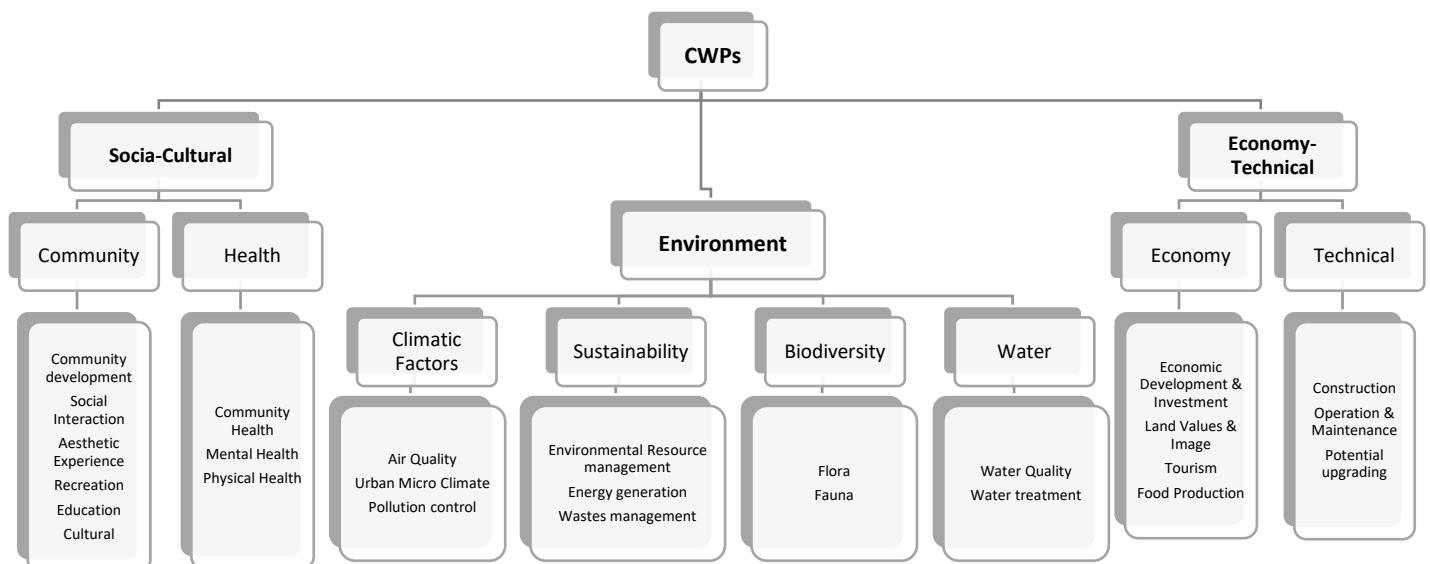 CWPs
Socia-Cultural
Economy-
Technical
Environment
Community
Health
Economy
Technical
Climatic
Factors
Sustainability
Biodiversity
Water
Community
development
Social
Interaction
Aesthetic
Experience
Recreation
Education
Cultural
Community
Health
Mental Health
Physical Health
Air Quality
Urban Micro Climate
Pollution control
Environmental Resource
management
Energy generation
Wastes management
Flora
Fauna
Water Quality
Water treatment
Economic
Development &
Investment
Land Values &
Image
Tourism
Food Production
Construction
Operation &
Maintenance
Potential
upgrading